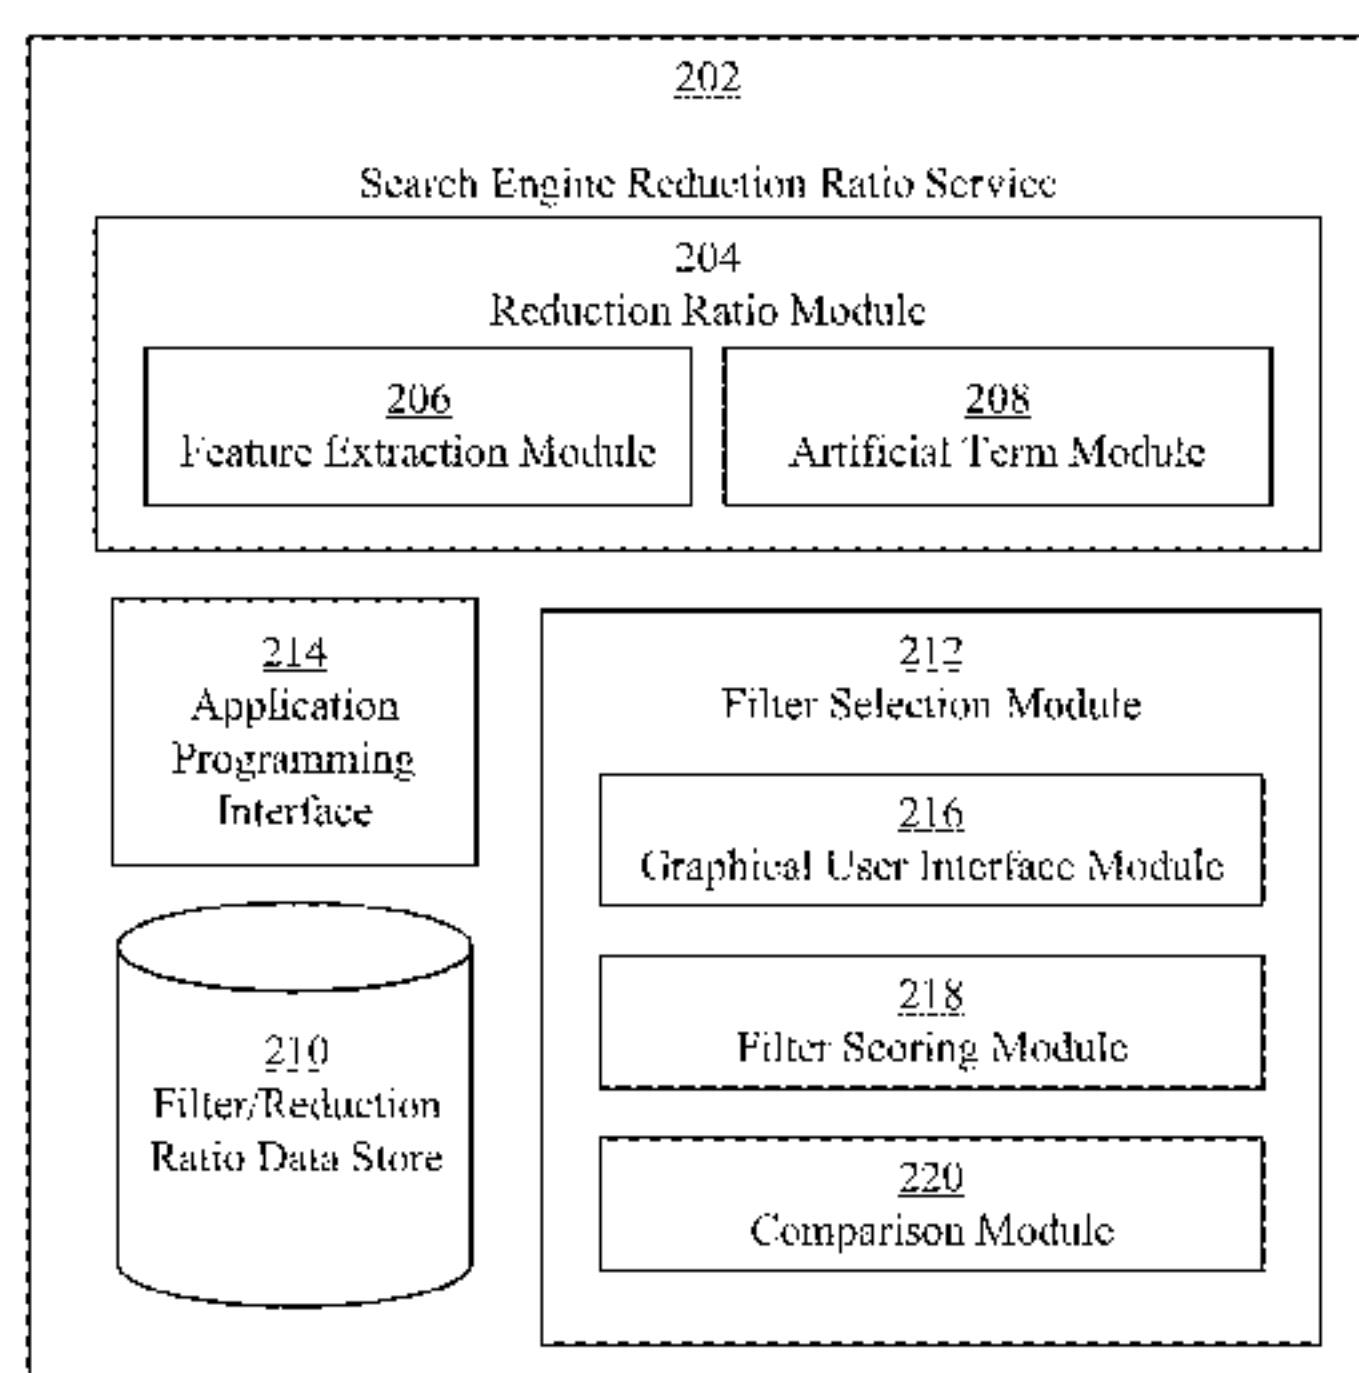 202
Search Engine Reduction Ratio Service
204
Reduction Ratio Module
206
Feature Extraction Module
208
Artificial Term Module
214
Application
Programming
Interface
210
Filter/Reduction
Ratio Data Store
212
Filter Selection Module
216
Graphical User Interface Module
218
Filter Scoring Module
220
Comparison Module